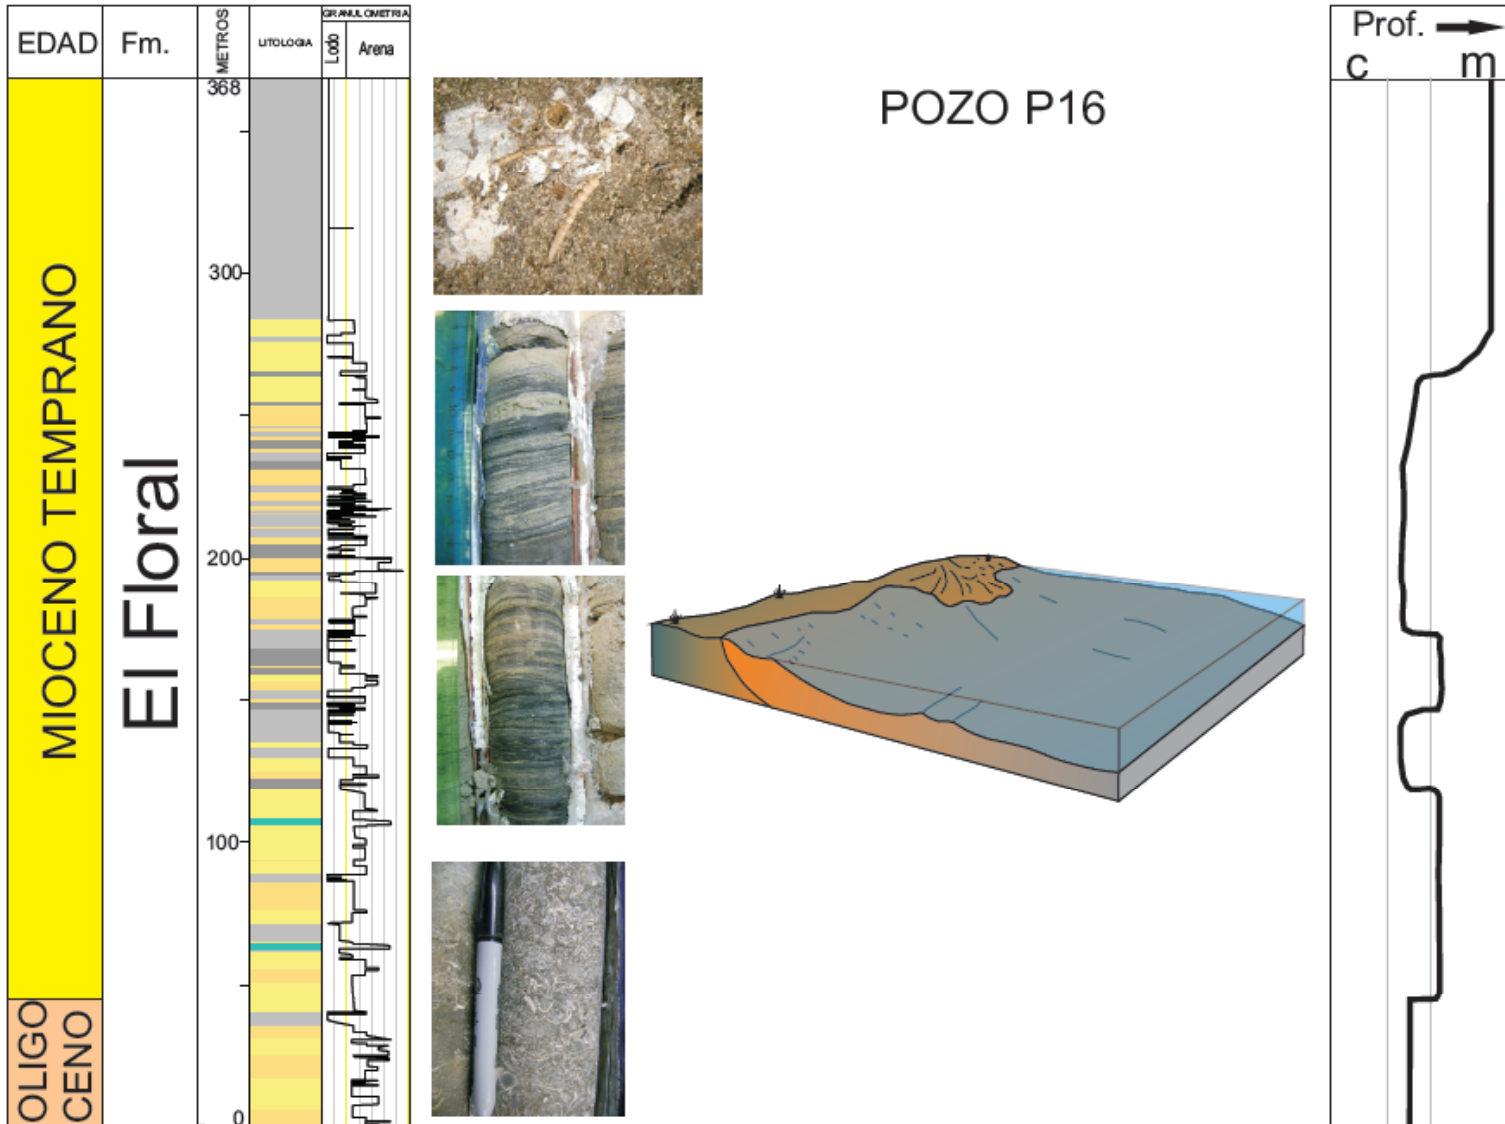 EDAD
Fm.
METROS
LITOLOGIA
GRANULOMETRIA
Lodo
Arena
POZO P16
Prof.
c
m
368
300
200
100
0
MIOCENO TEMPRANO
OLIGO
CENO
El Floral